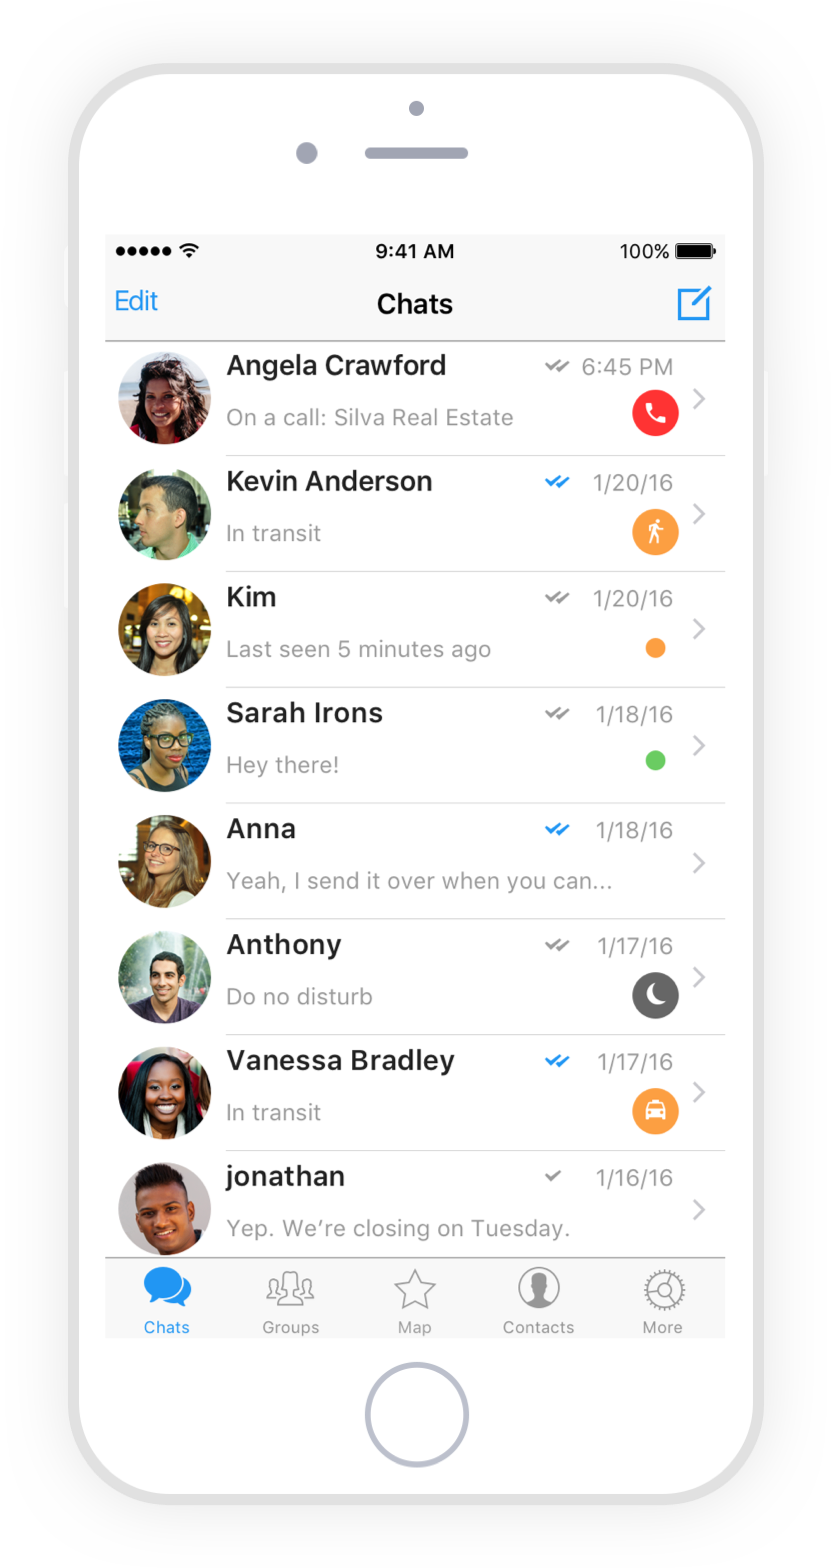 9:41 AM 100%
Edit Chats
Angela Crawford 6:45 PM
On a call: Silva Real Estate
Kevin Anderson 1/20/16
In transit
Kim 1/20/16
Last seen 5 minutes ago
Sarah Irons 1/18/16
Hey there!
Anna 1/18/16
Yeah, I send it over when you can...
Anthony 1/17/16
Do no disturb
Vanessa Bradley 1/17/16
In transit
jonathan 1/16/16
Yep. We’re closing on Tuesday.
Chats Groups Map Contacts More